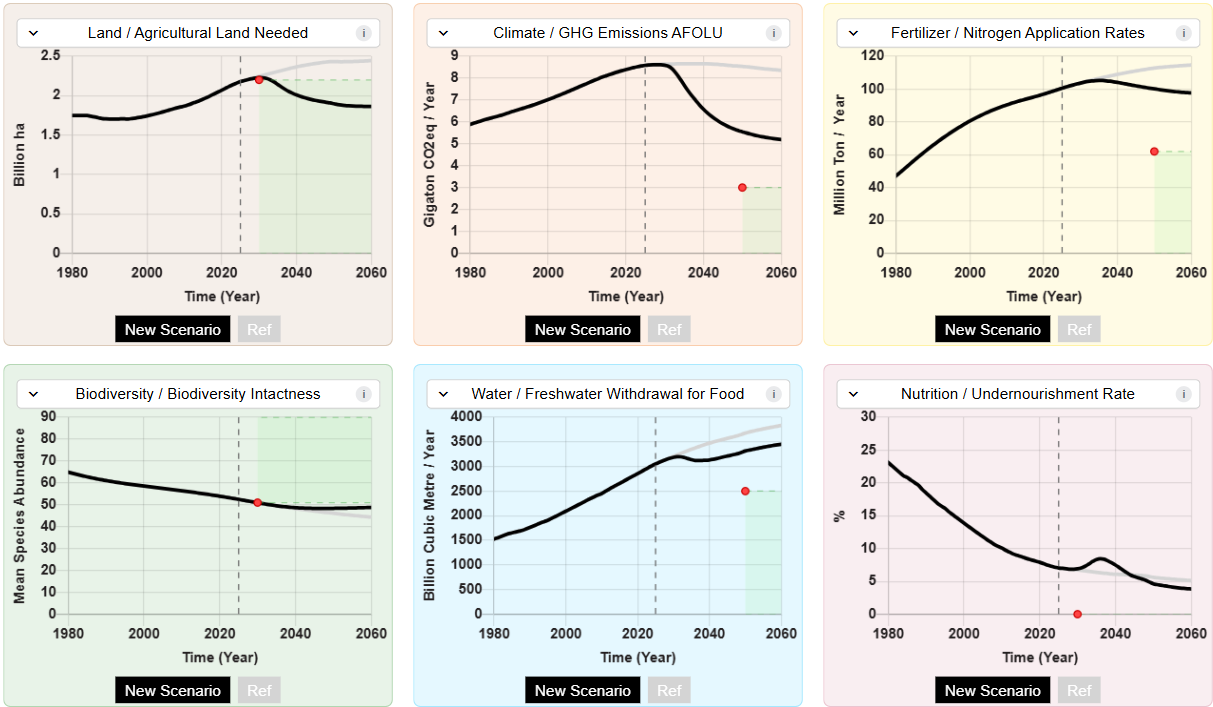 Land / Agricultural Land Needed i
Billion ha
2.5
2
1.5
1
0.5
0
1980 2000 2020 2040 2060
Time (Year)
New Scenario Ref
Climate / GHG Emissions AFOLU i
Gigaton CO2eq / Year
9
8
7
6
5
4
3
2
1
0
1980 2000 2020 2040 2060
Time (Year)
New Scenario Ref
Fertilizer / Nitrogen Application Rates i
Million Ton / Year
120
100
80
60
40
20
0
1980 2000 2020 2040 2060
Time (Year)
New Scenario Ref
Biodiversity / Biodiversity Intactness i
Mean Species Abundance
90
80
70
60
50
40
30
20
10
0
1980 2000 2020 2040 2060
Time (Year)
New Scenario Ref
Water / Freshwater Withdrawal for Food i
Billion Cubic Metre / Year
4000
3500
3000
2500
2000
1500
1000
500
0
1980 2000 2020 2040 2060
Time (Year)
New Scenario Ref
Nutrition / Undernourishment Rate i
%
30
25
20
15
10
5
0
1980 2000 2020 2040 2060
Time (Year)
New Scenario Ref